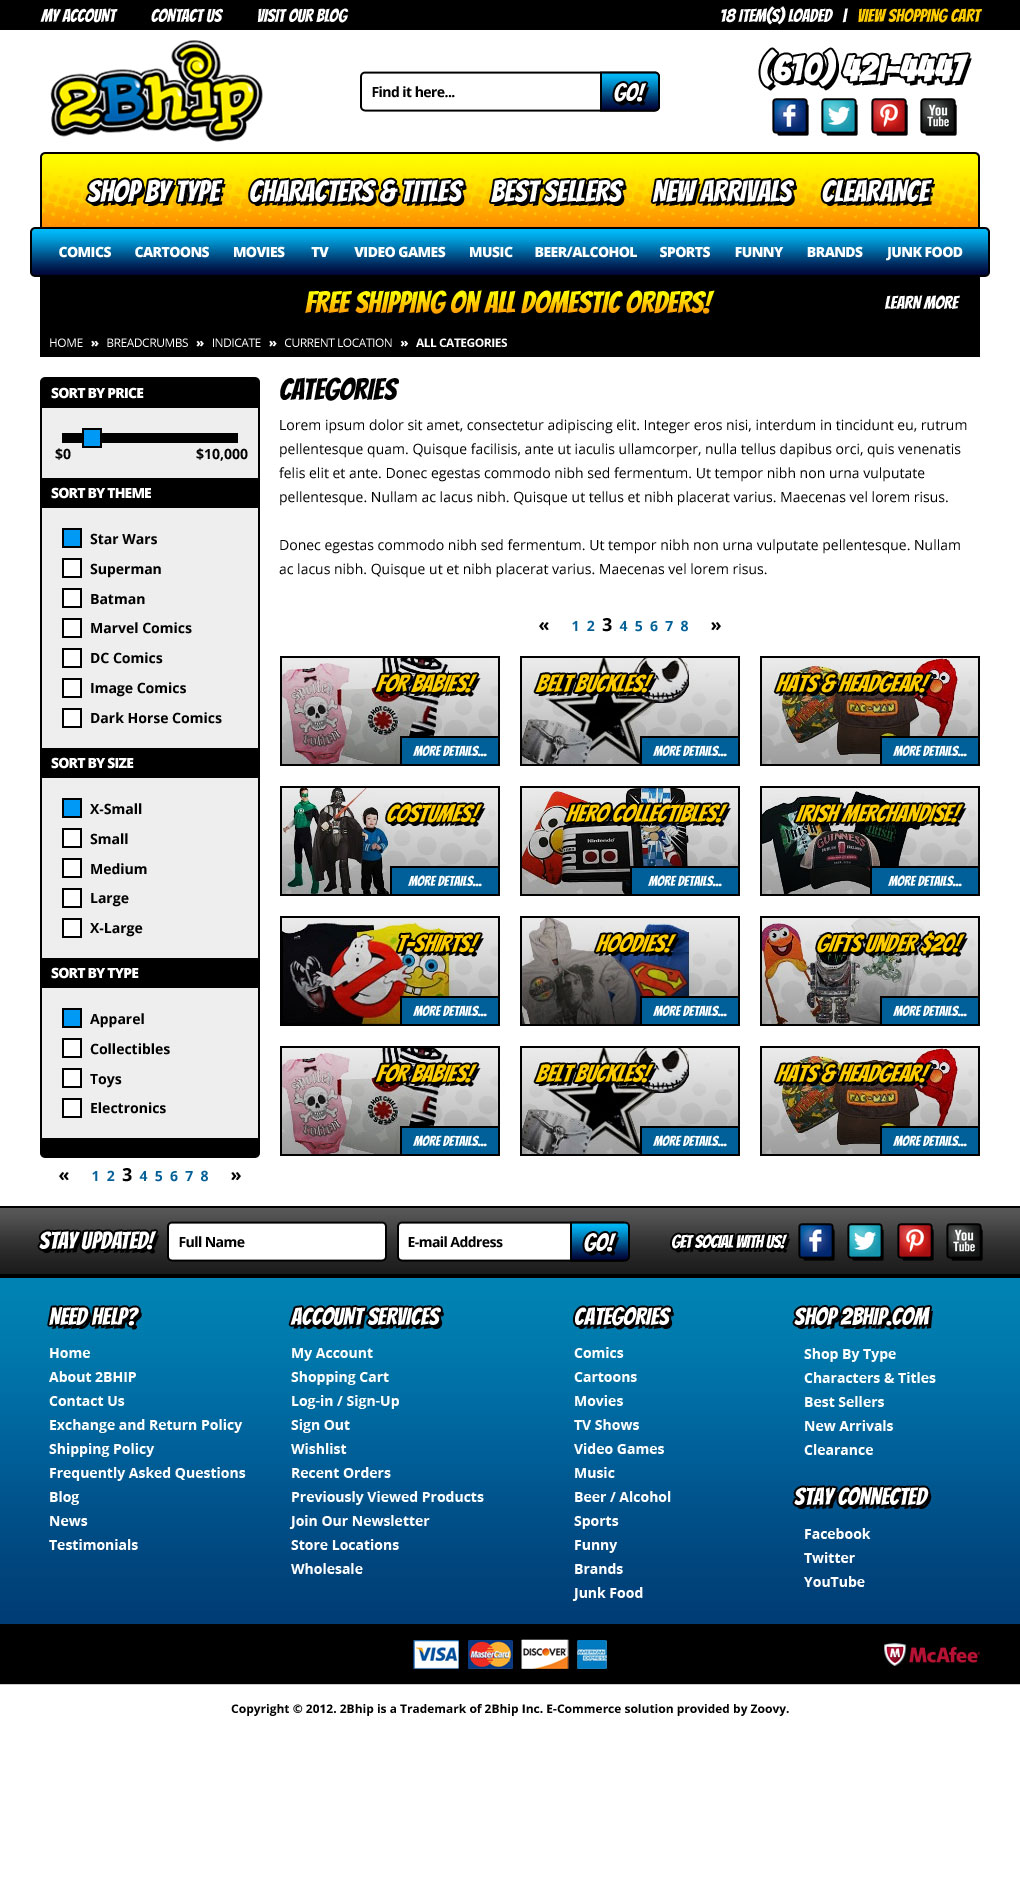 MY ACCOUNT CONTACT US VISIT OUR BLOG 18 ITEM(S) LOADED | VIEW SHOPPING CART
2Bhip
Find it here... GO!
(610) 421-4447
You
Tube
SHOP BY TYPE CHARACTERS & TITLES BEST SELLERS NEW ARRIVALS CLEARANCE
COMICS CARTOONS MOVIES TV VIDEO GAMES MUSIC BEER/ALCOHOL SPORTS FUNNY BRANDS JUNK FOOD
FREE SHIPPING ON ALL DOMESTIC ORDERS! LEARN MORE
HOME » BREADCRUMBS » INDICATE » CURRENT LOCATION » ALL CATEGORIES
SORT BY PRICE
$0 $10,000
SORT BY THEME
Star Wars
Superman
Batman
Marvel Comics
DC Comics
Image Comics
Dark Horse Comics
SORT BY SIZE
X-Small
Small
Medium
Large
X-Large
SORT BY TYPE
Apparel
Collectibles
Toys
Electronics
« 1 2 3 4 5 6 7 8 »
CATEGORIES
Lorem ipsum dolor sit amet, consectetur adipiscing elit. Integer eros nisi, interdum in tincidunt eu, rutrum
pellentesque quam. Quisque facilisis, ante ut iaculis ullamcorper, nulla tellus dapibus orci, quis venenatis
felis elit et ante. Donec egestas commodo nibh sed fermentum. Ut tempor nibh non urna vulputate
pellentesque. Nullam ac lacus nibh. Quisque ut tellus et nibh placerat varius. Maecenas vel lorem risus.
Donec egestas commodo nibh sed fermentum. Ut tempor nibh non urna vulputate pellentesque. Nullam
ac lacus nibh. Quisque ut et nibh placerat varius. Maecenas vel lorem risus.
« 1 2 3 4 5 6 7 8 »
FOR BABIES! BELT BUCKLES! HATS & HEADGEAR!
PAC-MAN
MORE DETAILS... MORE DETAILS... MORE DETAILS...
COSTUMES! HERO COLLECTIBLES! IRISH MERCHANDISE!
Nintendo GUINNESS
MORE DETAILS... MORE DETAILS... MORE DETAILS...
T-SHIRTS! HOODIES! GIFTS UNDER $20!
MORE DETAILS... MORE DETAILS... MORE DETAILS...
FOR BABIES! BELT BUCKLES! HATS & HEADGEAR!
PAC-MAN
MORE DETAILS... MORE DETAILS... MORE DETAILS...
STAY UPDATED! Full Name E-mail Address GO! GET SOCIAL WITH US!
You
Tube
NEED HELP?
Home
About 2BHIP
Contact Us
Exchange and Return Policy
Shipping Policy
Frequently Asked Questions
Blog
News
Testimonials
ACCOUNT SERVICES
My Account
Shopping Cart
Log-in / Sign-Up
Sign Out
Wishlist
Recent Orders
Previously Viewed Products
Join Our Newsletter
Store Locations
Wholesale
CATEGORIES
Comics
Cartoons
Movies
TV Shows
Video Games
Music
Beer / Alcohol
Sports
Funny
Brands
Junk Food
SHOP 2BHIP.COM
Shop By Type
Characters & Titles
Best Sellers
New Arrivals
Clearance
STAY CONNECTED
Facebook
Twitter
YouTube
VISA MasterCard DISCOVER AMERICAN EXPRESS McAfee
Copyright © 2012. 2Bhip is a Trademark of 2Bhip Inc. E-Commerce solution provided by Zoovy.